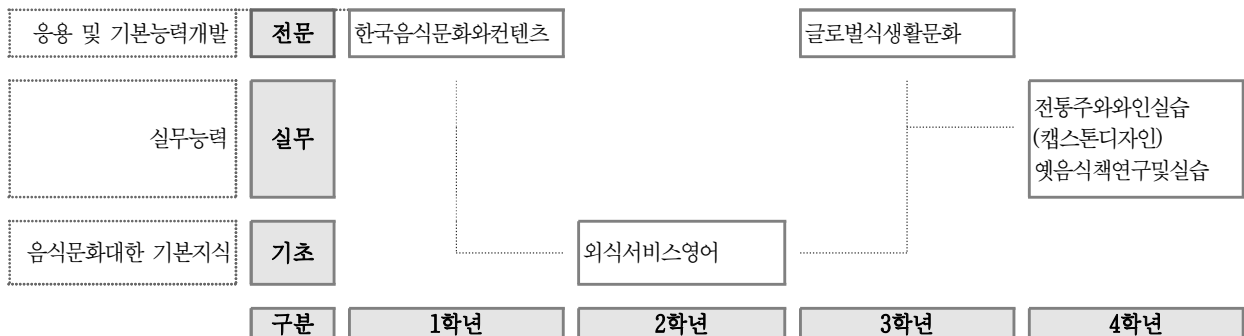 응용 및 기본능력개발 전문 한국음식문화와컨텐츠 글로벌식생활문화
실무능력 실무 전통주와와인실습
(캡스톤디자인)
옛음식책연구및실습
음식문화대한 기본지식 기초 외식서비스영어
구분 1학년 2학년 3학년 4학년